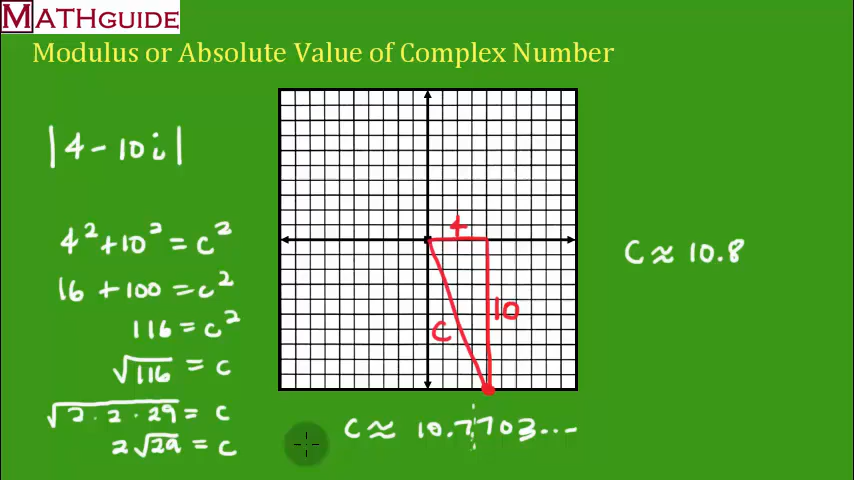 MATHGUIDE
Modulus or Absolute Value of Complex Number
|4 - 10i|
4² + 10² = c²
16 + 100 = c²
116 = c²
√116 = c
√2 · 2 · 29 = c
2√29 = c
4
10
C
C ≈ 10.7703...
C ≈ 10.8